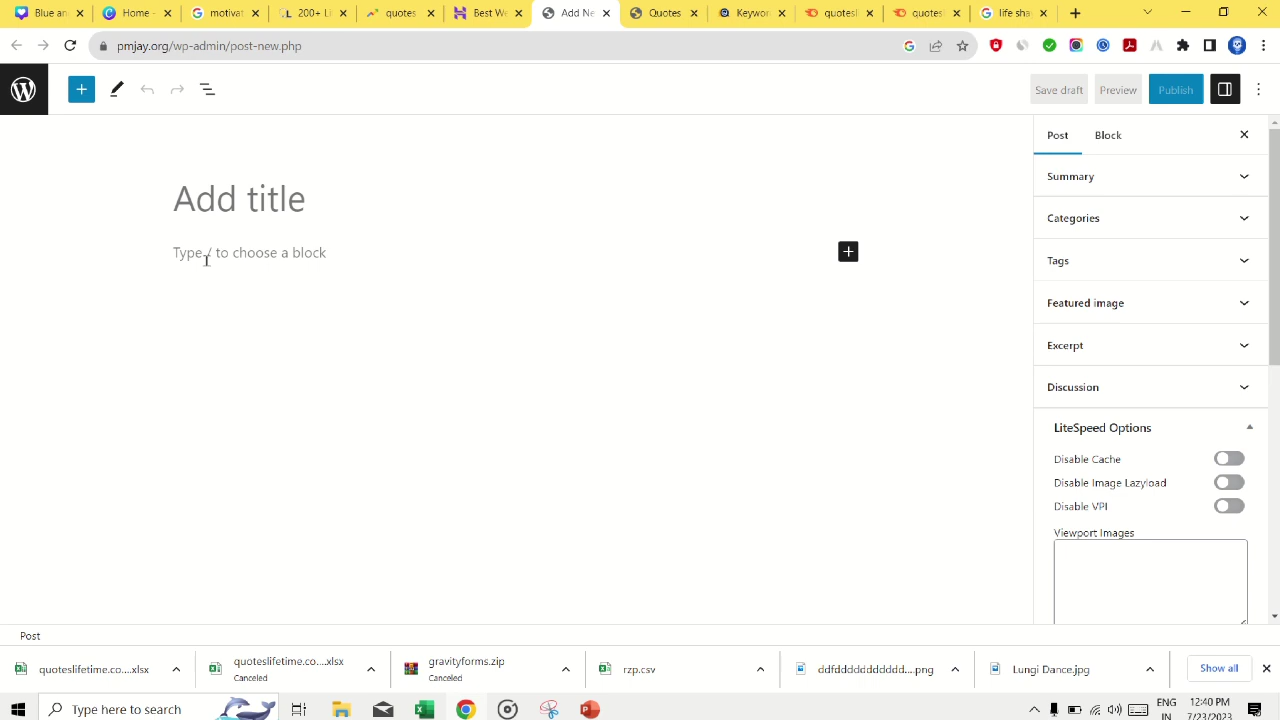 Blue an
Home -
motivat
200+ Li
quotes
Best We
Add Ne
Quotes
Keywor
quotes
quotes
life sha
pmjay.org/wp-admin/post-new.php
Save draft
Preview
Publish
Post
Block
Add title
Type / to choose a block
Summary
Categories
Tags
Featured image
Excerpt
Discussion
LiteSpeed Options
Disable Cache
Disable Image Lazyload
Disable VPI
Viewport Images
Post
quoteslifetime.co....xlsx
quoteslifetime.co....xlsx
Canceled
gravityforms.zip
Canceled
rzp.csv
ddfddddddddddd....png
Lungi Dance.jpg
Show all
Type here to search
ENG
IN
12:40 PM
7/23/2023